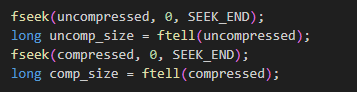 fseek(uncompressed, 0, SEEK_END);
long uncomp_size = ftell(uncompressed);
fseek(compressed, 0, SEEK_END);
long comp_size = ftell(compressed);